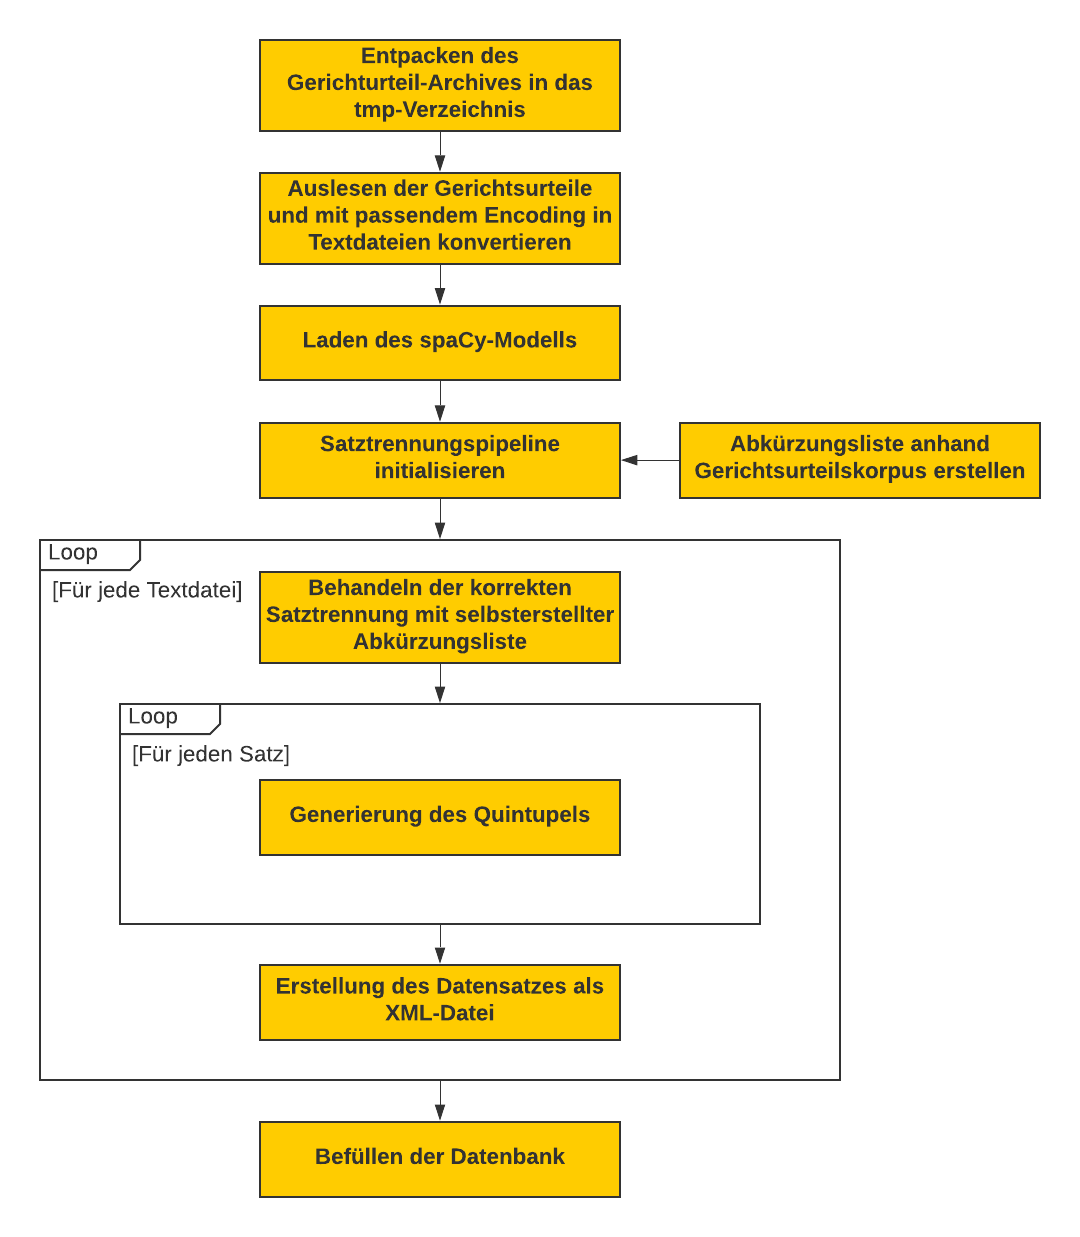 Entpacken des
Gerichturteil-Archives in das
tmp-Verzeichnis
Auslesen der Gerichtsurteile
und mit passendem Encoding in
Textdateien konvertieren
Laden des spaCy-Modells
Satztrennungspipeline
initialisieren
Abkürzungsliste anhand
Gerichtsurteilskorpus erstellen
Loop
[Für jede Textdatei]
Behandeln der korrekten
Satztrennung mit selbsterstellter
Abkürzungsliste
Loop
[Für jeden Satz]
Generierung des Quintupels
Erstellung des Datensatzes als
XML-Datei
Befüllen der Datenbank